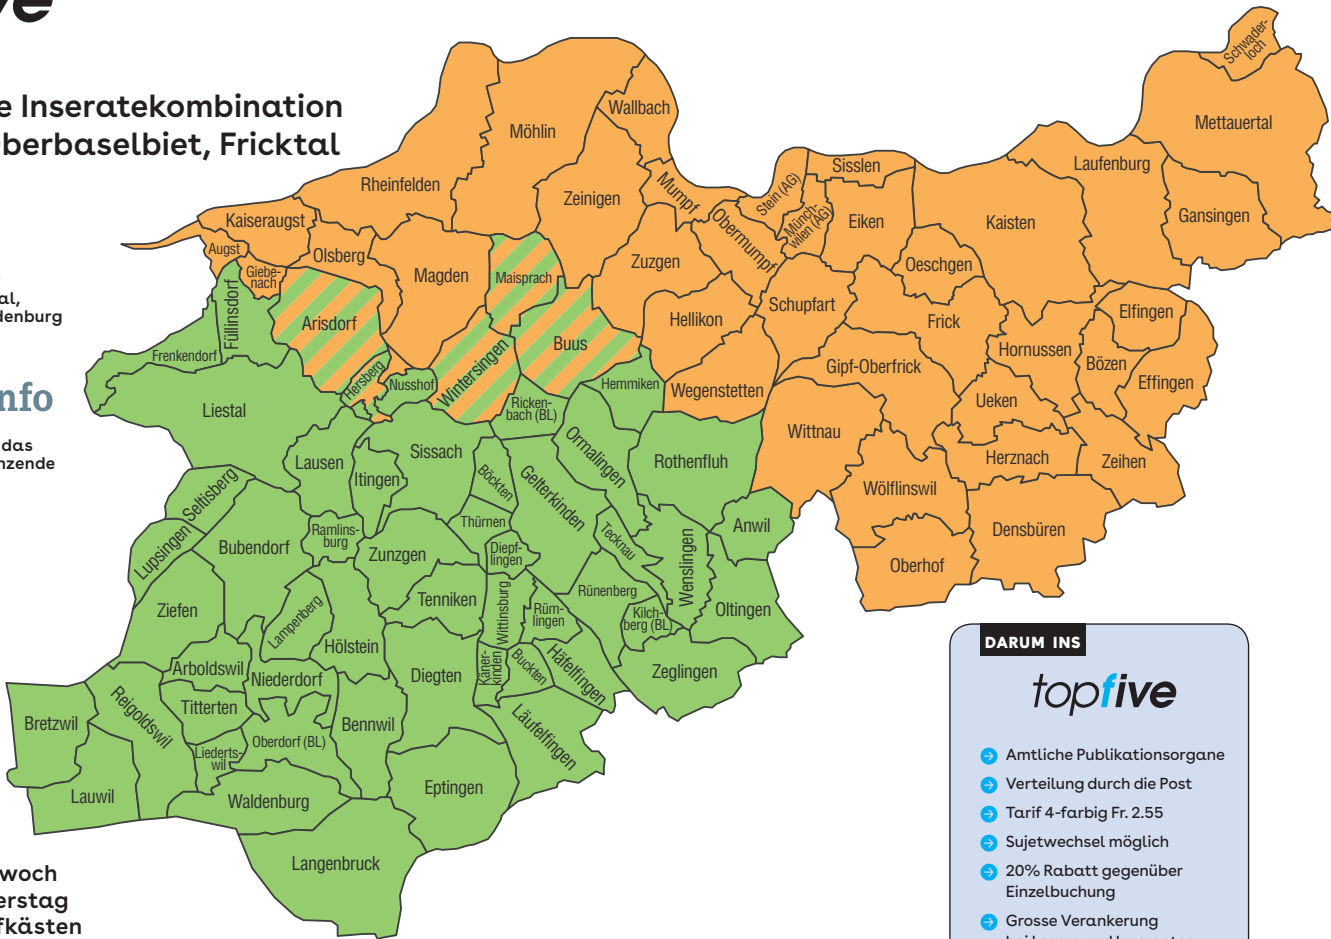 ve
e Inseratekombination
berbaselbiet, Fricktal
al,
denburg
nfo
das
nzende
woch
erstag
fkästen
Schwader-
loch
Mettauertal
Wallbach
Möhlin
Laufenburg
Sisslen
Rheinfelden
Zeinigen
Mumpf
Stein (AG)
Münch-
wilen (AG)
Eiken
Kaisten
Gansingen
Kaiseraugst
Obermumpf
Augst
Olsberg
Giebe-
nach
Magden
Maisprach
Zuzgen
Oeschgen
Schupfart
Füllinsdorf
Arisdorf
Hellikon
Frick
Elfingen
Buus
Hornussen
Bözen
Frenkendorf
Hersberg
Nusshof
Wintersingen
Hemmiken
Wegenstetten
Gipf-Oberfrick
Effingen
Liestal
Ricken-
bach (BL)
Ueken
Wittnau
Sissach
Ormalingen
Rothenfluh
Herznach
Zeihen
Lausen
Itingen
Böckten
Gelterkinden
Wölflinswil
Seltisberg
Lupsingen
Bubendorf
Ramlins-
burg
Thürnen
Zunzgen
Diepf-
lingen
Tecknau
Wenslingen
Anwil
Densbüren
Oberhof
Ziefen
Lampenberg
Tenniken
Wittinsburg
Rüm-
lingen
Rünenberg
Kilch-
berg (BL)
Oltingen
Hölstein
Arboldswil
Niederdorf
Diegten
Käner-
kinden
Buckten
Häfelfingen
Zeglingen
Reigoldswil
Titterten
Bretzwil
Bennwil
Läufelfingen
Oberdorf (BL)
Liederts-
wil
Lauwil
Waldenburg
Eptingen
Langenbruck
DARUM INS
topfive
Amtliche Publikationsorgane
Verteilung durch die Post
Tarif 4-farbig Fr. 2.55
Sujetwechsel möglich
20% Rabatt gegenüber
Einzelbuchung
Grosse Verankerung